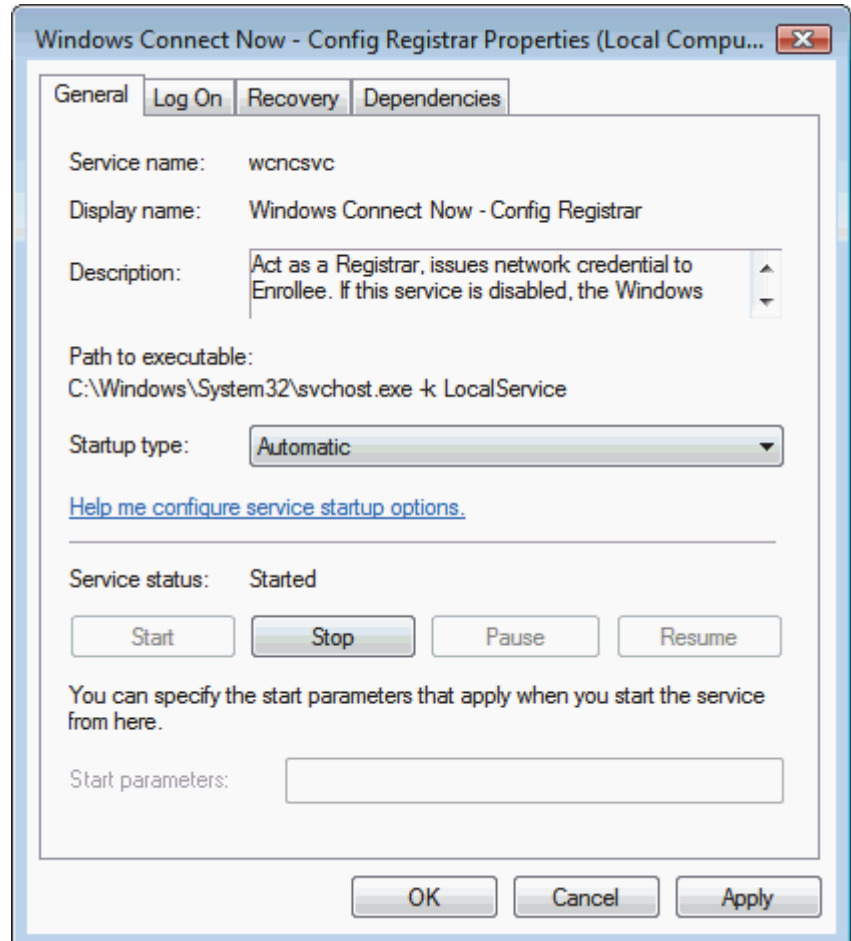 Windows Connect Now - Config Registrar Properties (Local Compu...
General Log On Recovery Dependencies
Service name: wcncsvc
Display name: Windows Connect Now - Config Registrar
Description: Act as a Registrar, issues network credential to
Enrollee. If this service is disabled, the Windows
Path to executable:
C:\Windows\System32\svchost.exe -k LocalService
Startup type: Automatic
Help me configure service startup options.
Service status: Started
Start Stop Pause Resume
You can specify the start parameters that apply when you start the service
from here.
Start parameters:
OK Cancel Apply